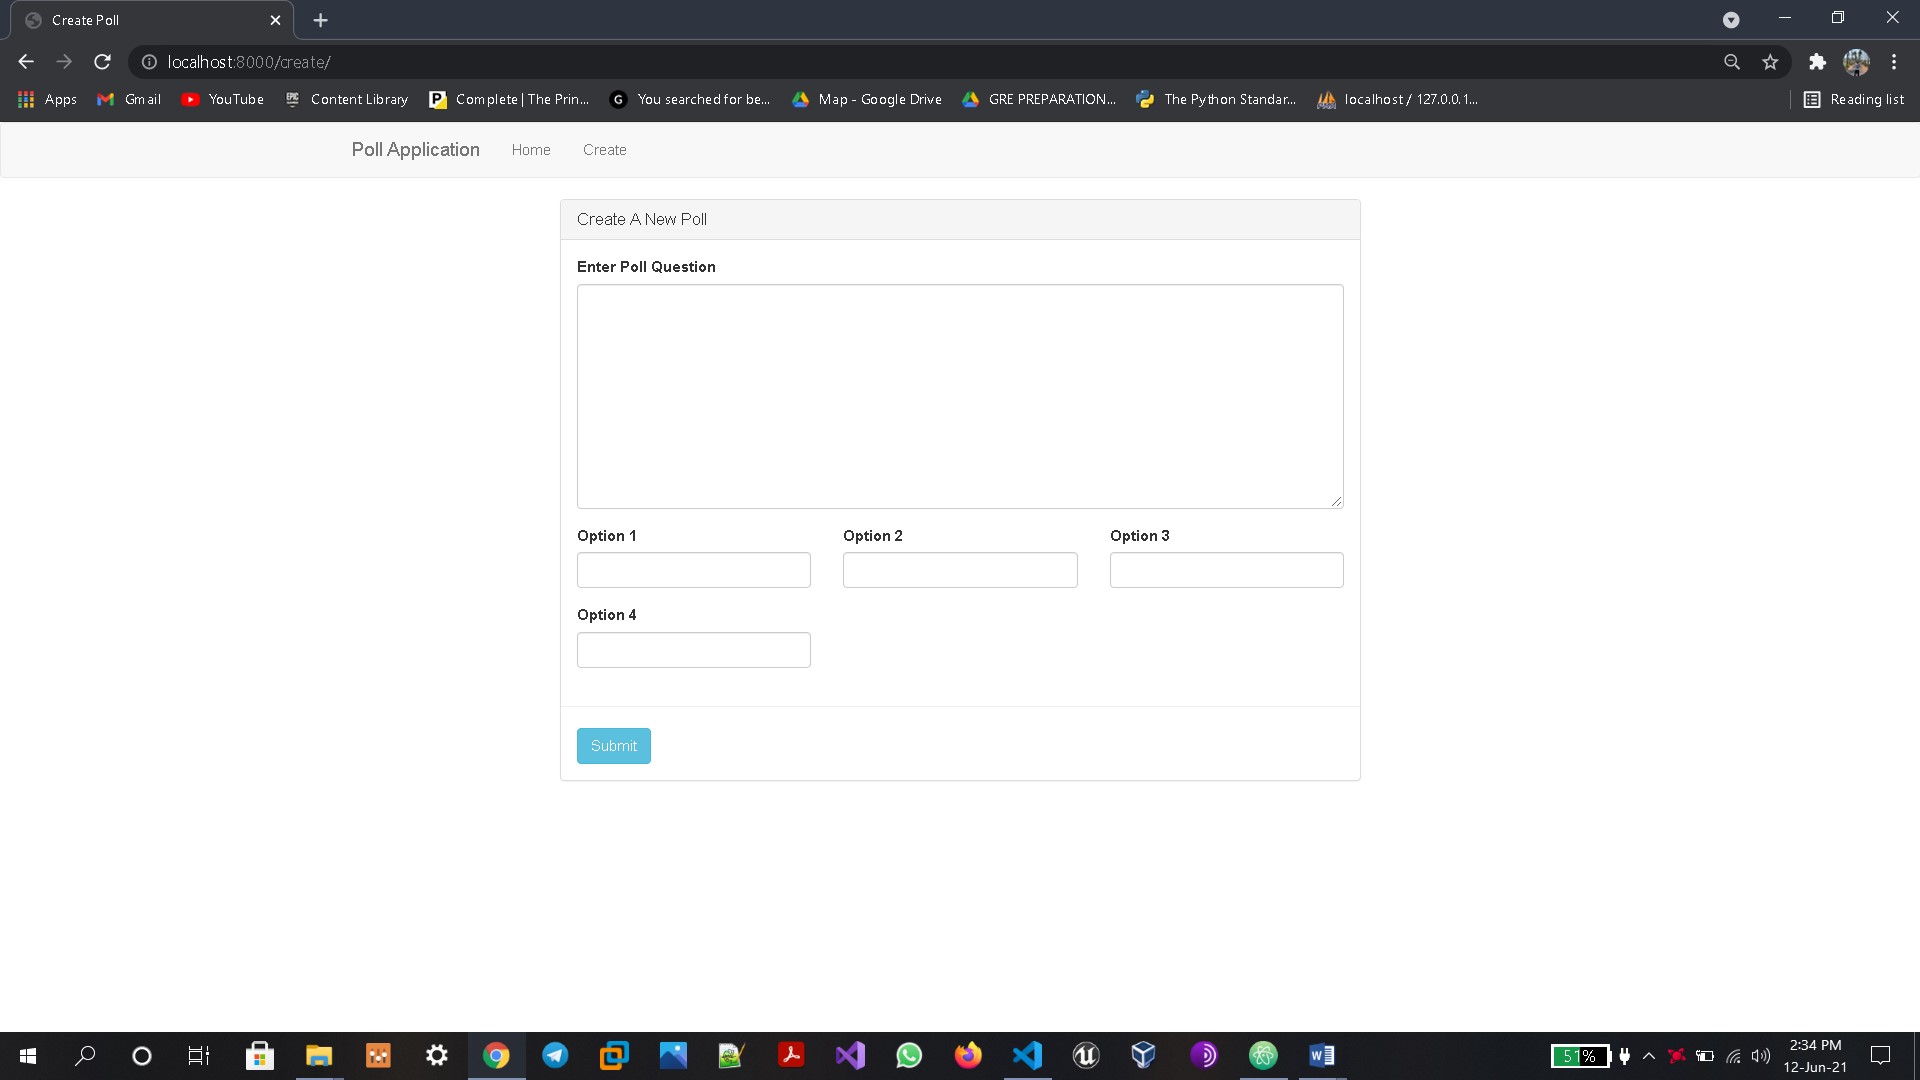 Create Poll
localhost:8000/create/
Apps Gmail YouTube Content Library Complete | The Prin... You searched for be... Map - Google Drive GRE PREPARATION... The Python Standar... localhost / 127.0.0.1... Reading list
Poll Application Home Create
Create A New Poll
Enter Poll Question
Option 1 Option 2 Option 3
Option 4
Submit
51%
2:34 PM
12-Jun-21